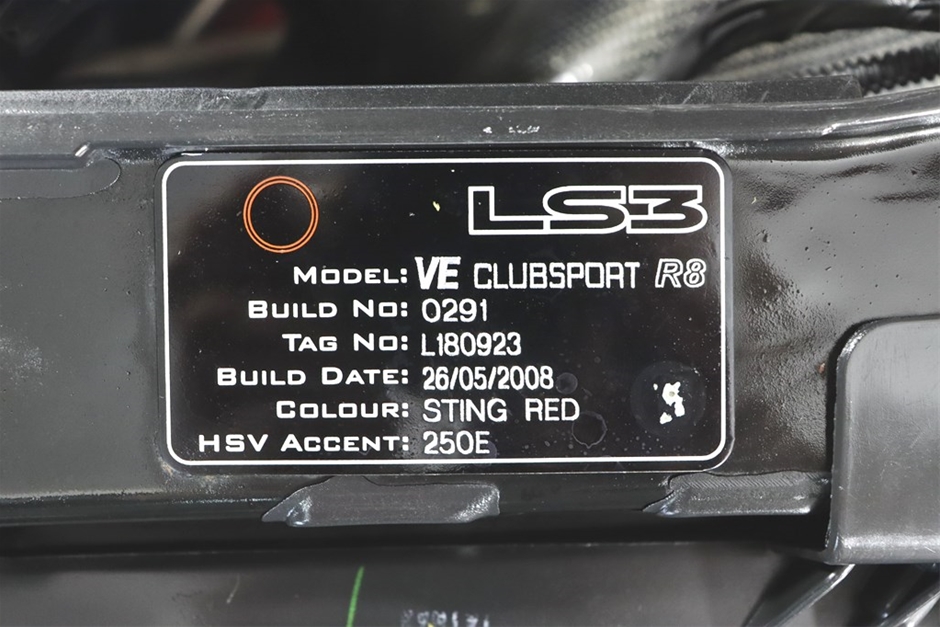 LS3
MODEL: VE CLUBSPORT R8
BUILD NO: 0291
TAG NO: L180923
BUILD DATE: 26/05/2008
COLOUR: STING RED
HSV ACCENT: 250E